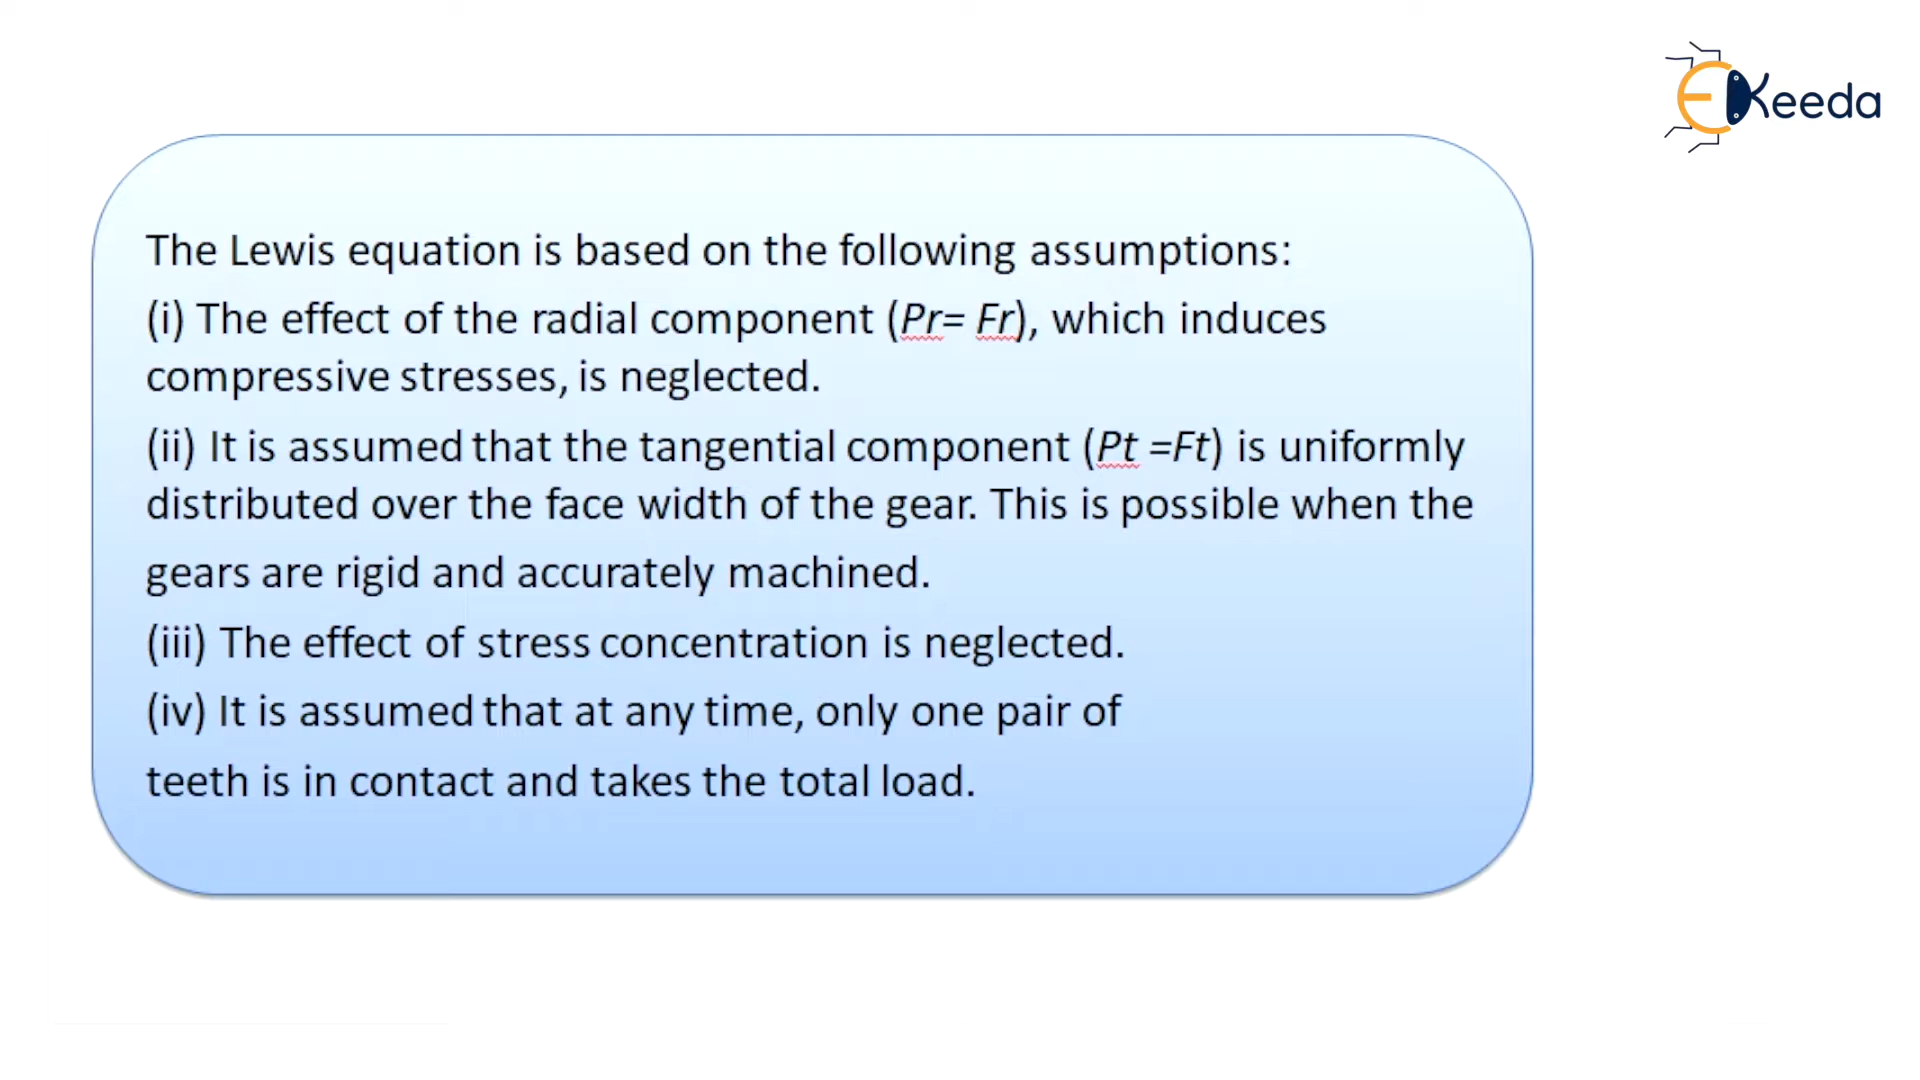 EKeeda
The Lewis equation is based on the following assumptions:
(i) The effect of the radial component (Pr= Fr), which induces
compressive stresses, is neglected.
(ii) It is assumed that the tangential component (Pt =Ft) is uniformly
distributed over the face width of the gear. This is possible when the
gears are rigid and accurately machined.
(iii) The effect of stress concentration is neglected.
(iv) It is assumed that at any time, only one pair of
teeth is in contact and takes the total load.